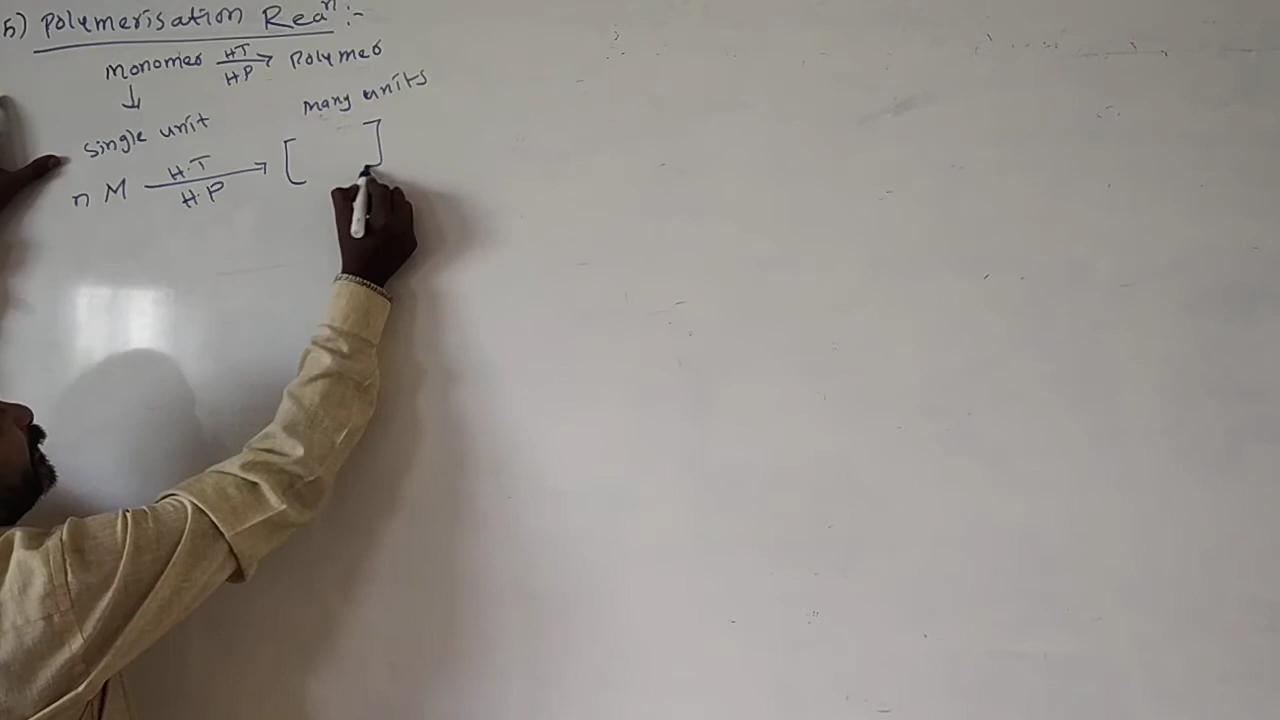 5) Polymerisation Reaⁿ :-
Monomer HT/HP → Polymer
↓
single unit many units
n M H.T/H.P → [ ]